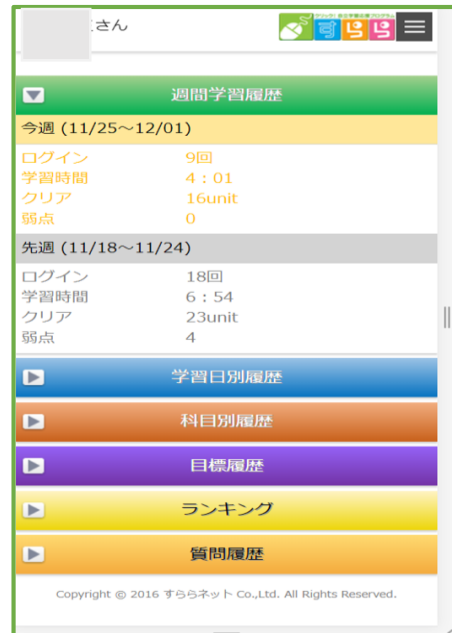 さん
すらら
週間学習履歴
今週 (11/25～12/01)
ログイン 9回
学習時間 4：01
クリア 16unit
弱点 0
先週 (11/18～11/24)
ログイン 18回
学習時間 6：54
クリア 23unit
弱点 4
学習日別履歴
科目別履歴
目標履歴
ランキング
質問履歴
Copyright © 2016 すららネット Co.,Ltd. All Rights Reserved.